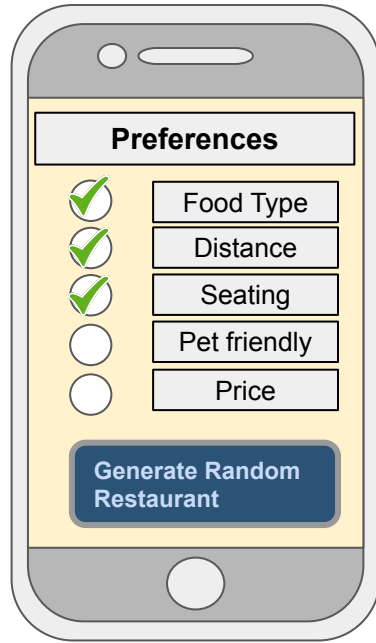 Preferences
Food Type
Distance
Seating
Pet friendly
Price
Generate Random
Restaurant